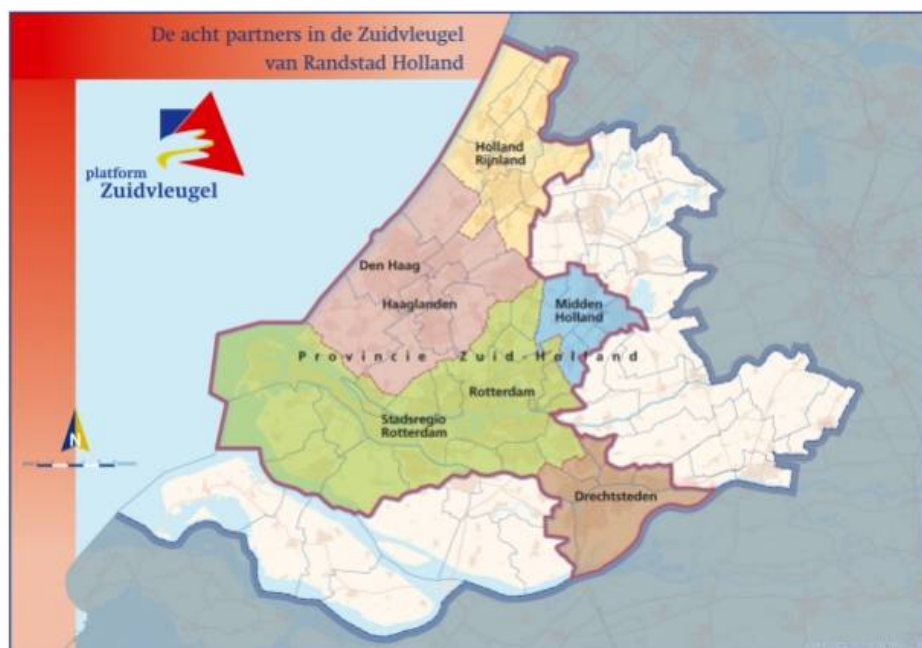 De acht partners in de Zuidvleugel
van Randstad Holland
platform
Zuidvleugel
Holland
Rijnland
Den Haag
Haaglanden
Midden
Holland
Provincie Zuid-Holland
Rotterdam
Stadsregio
Rotterdam
N
Drechtsteden